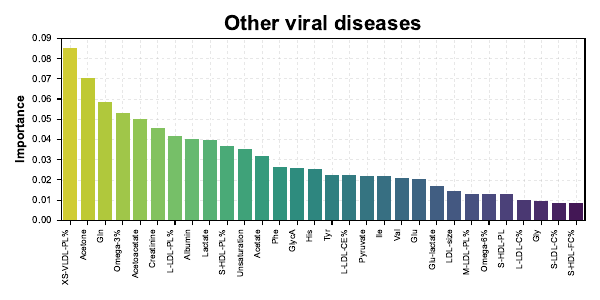 Other viral diseases
Importance
0.09
0.08
0.07
0.06
0.05
0.04
0.03
0.02
0.01
0.00
XS-VLDL-PL%
Acetone
Gln
Omega-3%
Acetoacetate
Creatinine
L-LDL-PL%
Albumin
Lactate
S-HDL-PL%
Unsaturation
Acetate
Phe
GlycA
His
Tyr
L-LDL-CE%
Pyruvate
Ile
Val
Glu
Glu-lactate
LDL-size
M-LDL-PL%
Omega-6%
S-HDL-PL
L-LDL-C%
Gly
S-LDL-C%
S-HDL-FC%